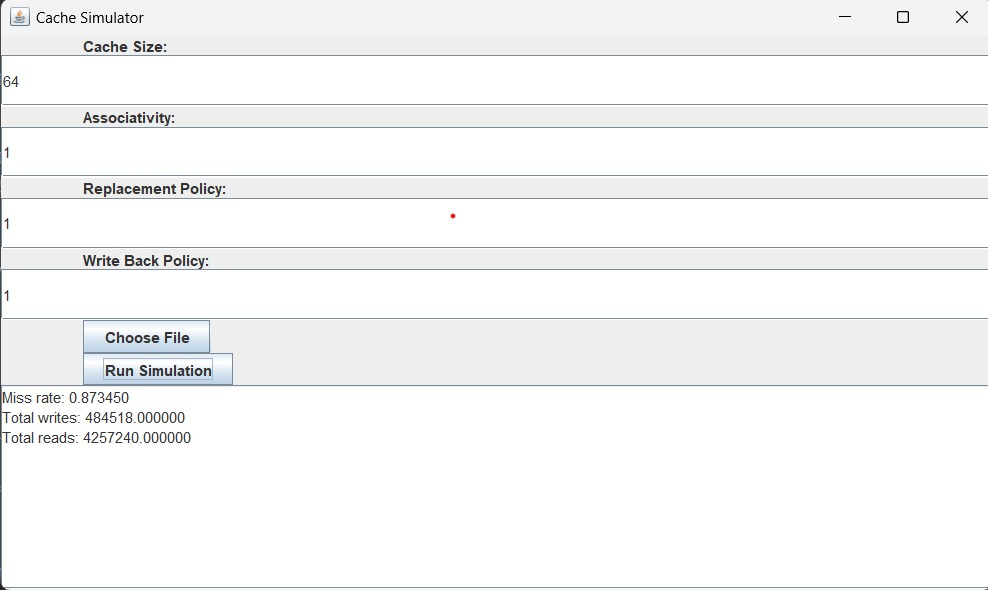 Cache Simulator
Cache Size:
64
Associativity:
1
Replacement Policy:
1
Write Back Policy:
1
Choose File
Run Simulation
Miss rate: 0.873450
Total writes: 484518.000000
Total reads: 4257240.000000